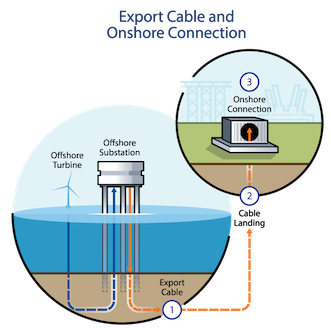 Export Cable and
Onshore Connection
3
Onshore
Connection
Offshore
Substation
Offshore
Turbine
2
Cable
Landing
Export
Cable
1